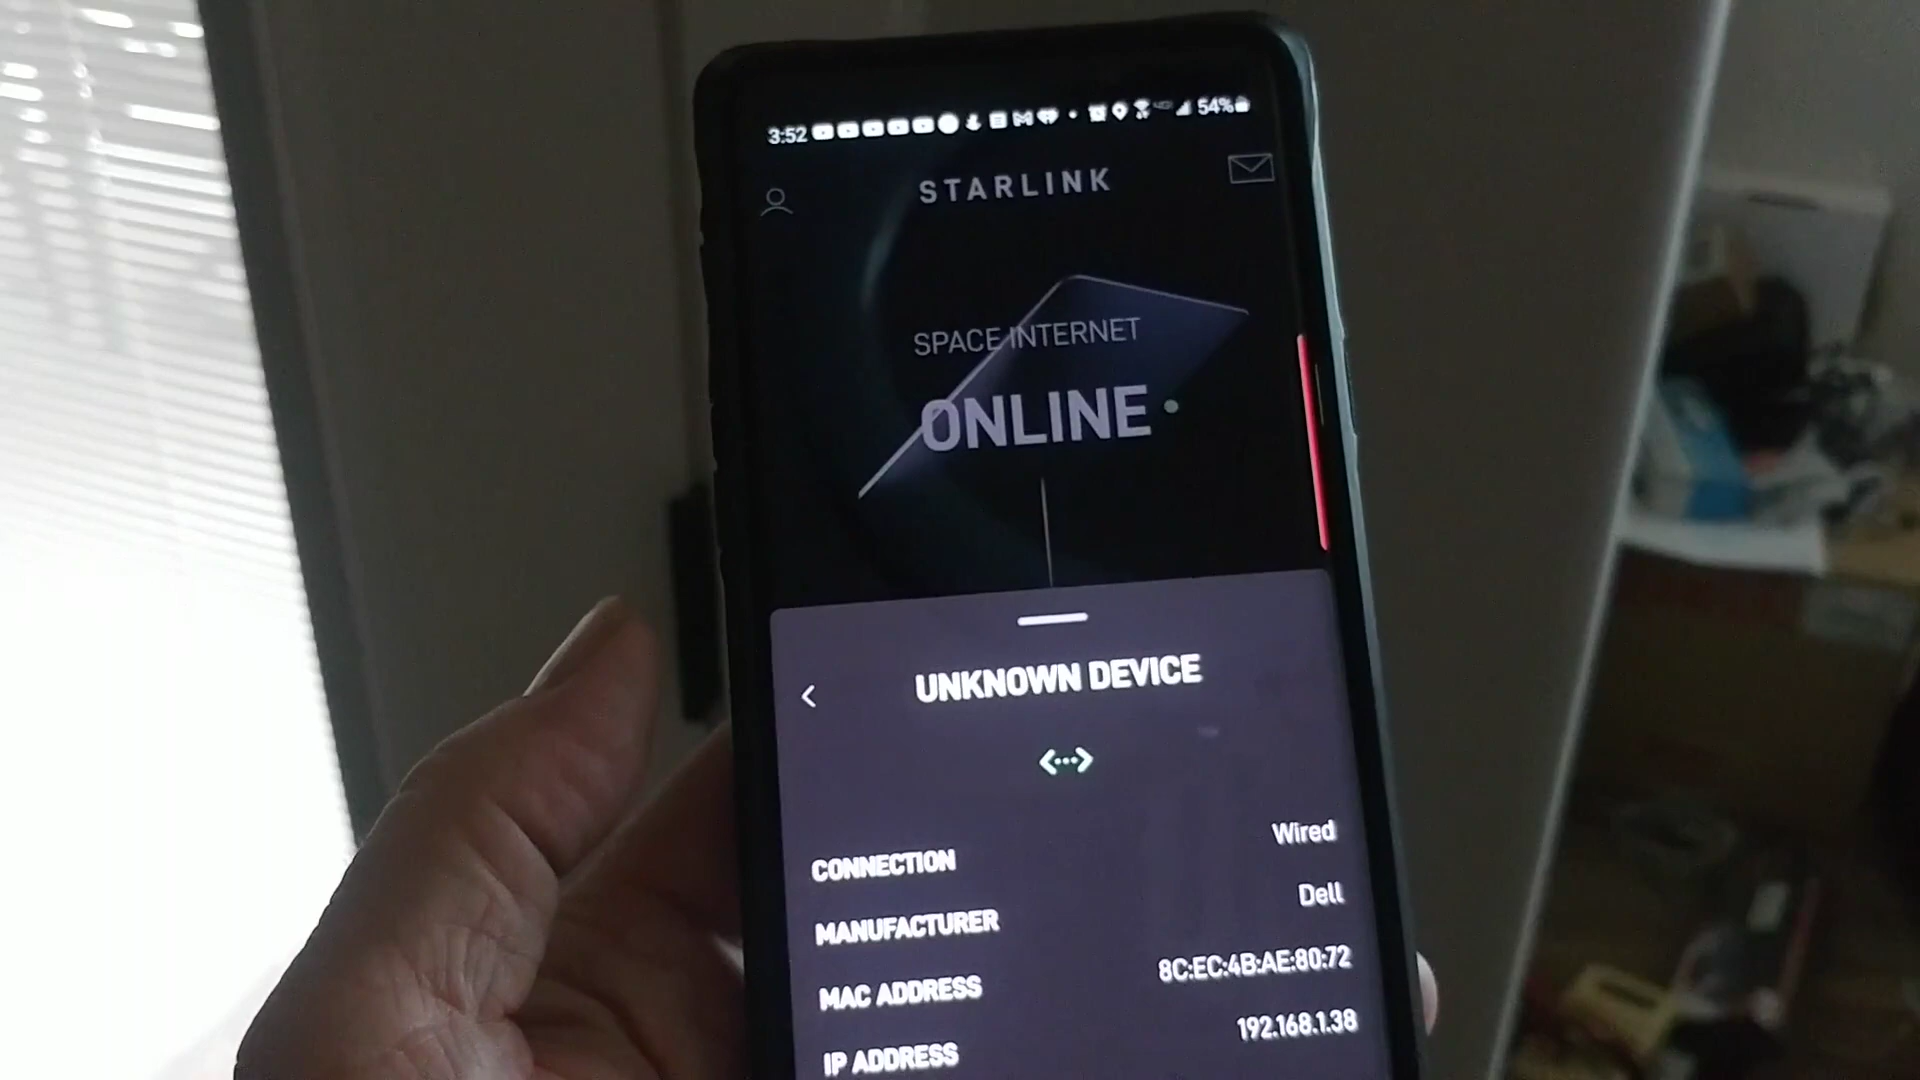 3:52 54%
STARLINK
SPACE INTERNET
ONLINE
UNKNOWN DEVICE
CONNECTION Wired
MANUFACTURER Dell
MAC ADDRESS 8C:EC:4B:AE:80:72
IP ADDRESS 192.168.1.38